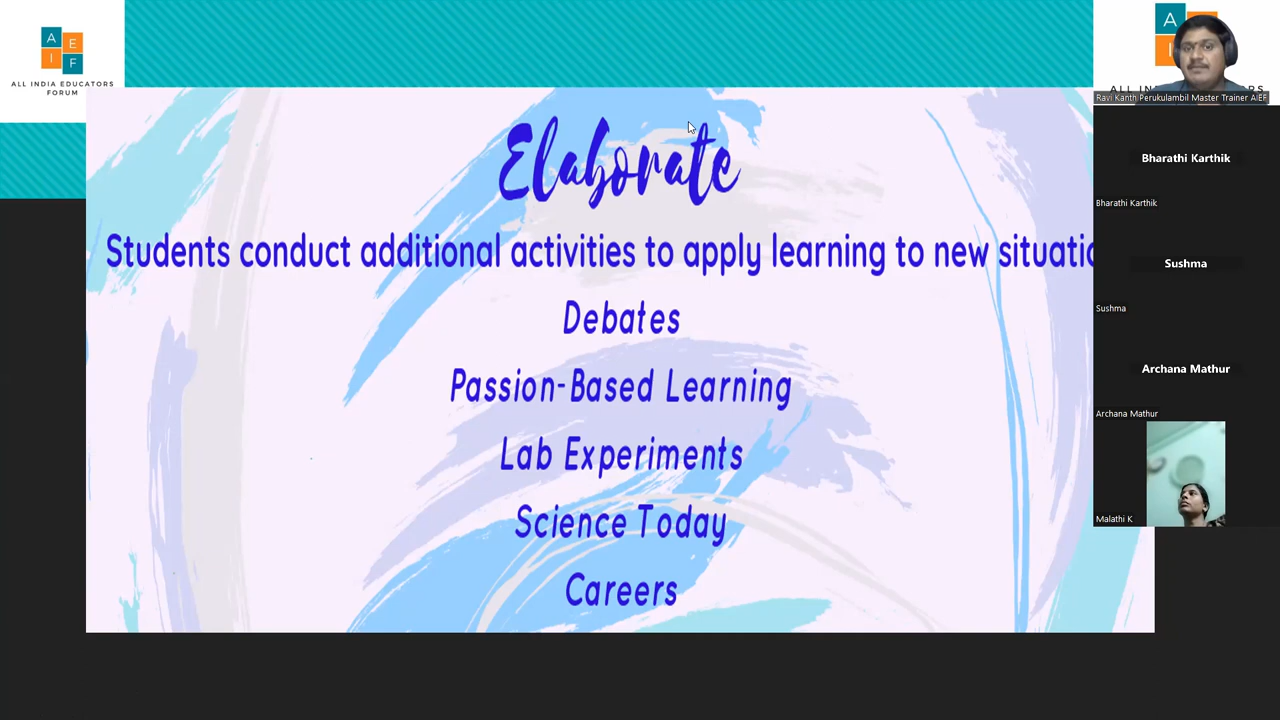 A
E
I
F
ALL INDIA EDUCATORS
FORUM
Elaborate
Students conduct additional activities to apply learning to new
Debates
Passion-Based Learning
Lab Experiments
Science Today
Careers
A
Ravi Kanth Perukulambil Master Trainer AIEF
Bharathi Karthik
Bharathi Karthik
Sushma
Sushma
Archana Mathur
Archana Mathur
Malathi K